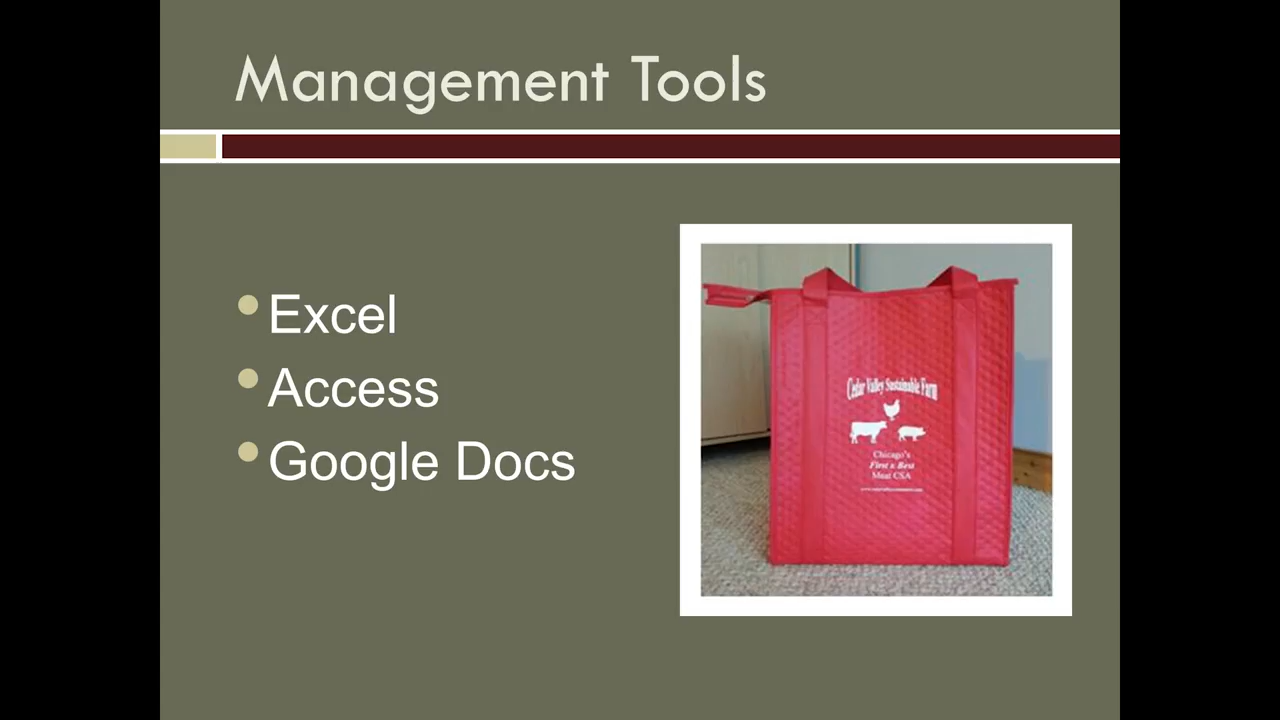 Management Tools
Excel
Access
Google Docs
Cedar Valley Sustainable Farm
Chicago's
First & Best
Meat CSA